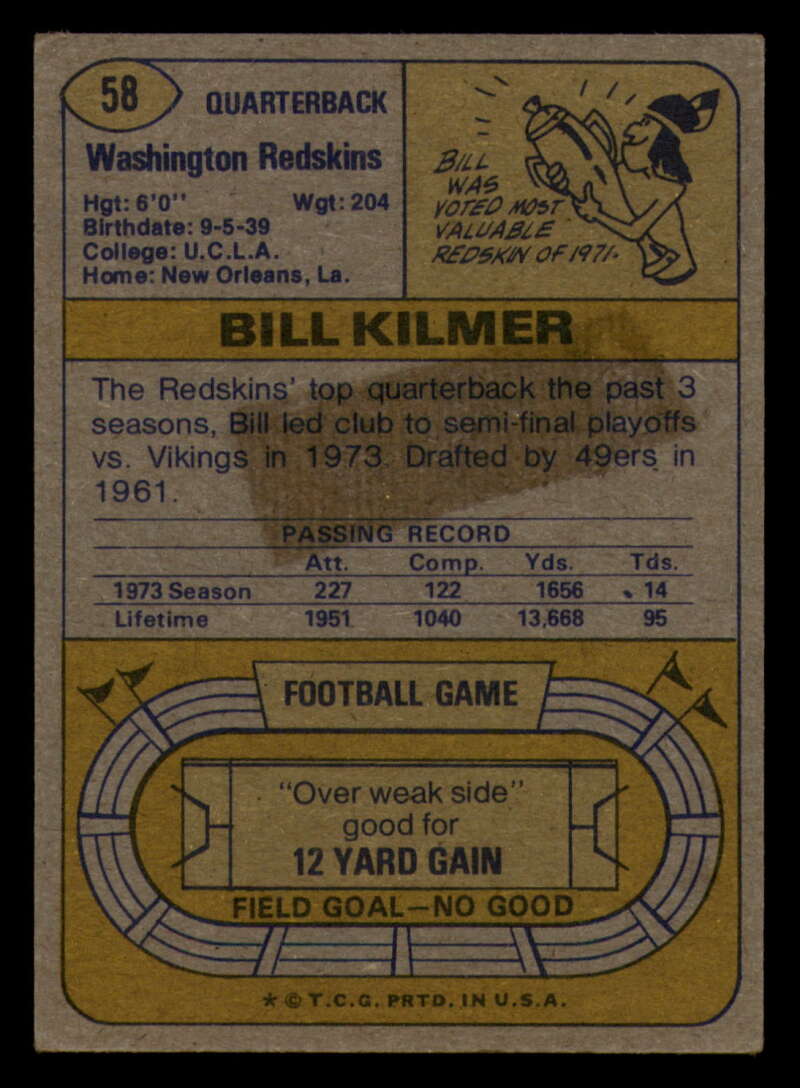 58
QUARTERBACK
Washington Redskins
Hgt: 6'0" Wgt: 204
Birthdate: 9-5-39
College: U.C.L.A.
Home: New Orleans, La.
BILL
WAS
VOTED MOST
VALUABLE
REDSKIN OF 1971.
BILL KILMER
The Redskins' top quarterback the past 3
seasons, Bill led club to semi-final playoffs
vs. Vikings in 1973. Drafted by 49ers in
1961.
PASSING RECORD
Att. Comp. Yds. Tds.
1973 Season 227 122 1656 14
Lifetime 1951 1040 13,668 95
FOOTBALL GAME
"Over weak side"
good for
12 YARD GAIN
FIELD GOAL—NO GOOD
* © T.C.G. PRTD. IN U.S.A.